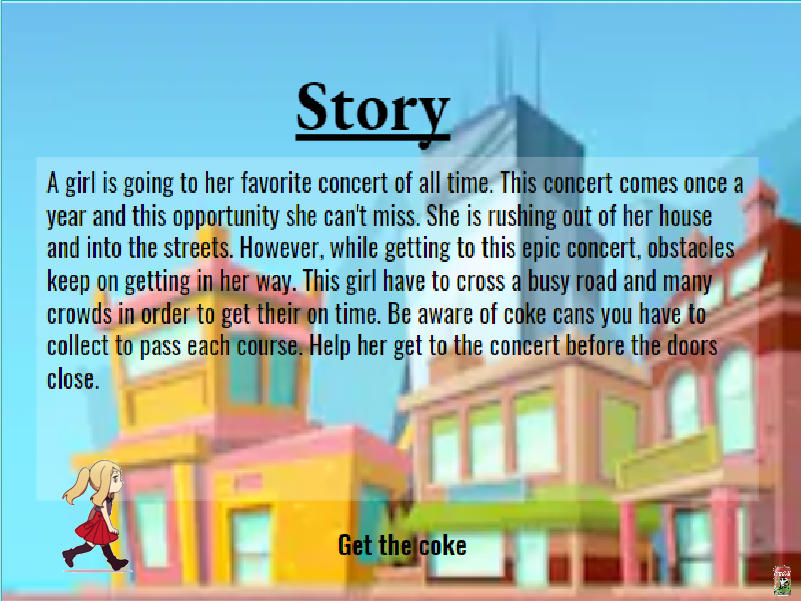 Story
A girl is going to her favorite concert of all time. This concert comes once a
year and this opportunity she can't miss. She is rushing out of her house
and into the streets. However, while getting to this epic concert, obstacles
keep on getting in her way. This girl have to cross a busy road and many
crowds in order to get their on time. Be aware of coke cans you have to
collect to pass each course. Help her get to the concert before the doors
close.
Get the coke